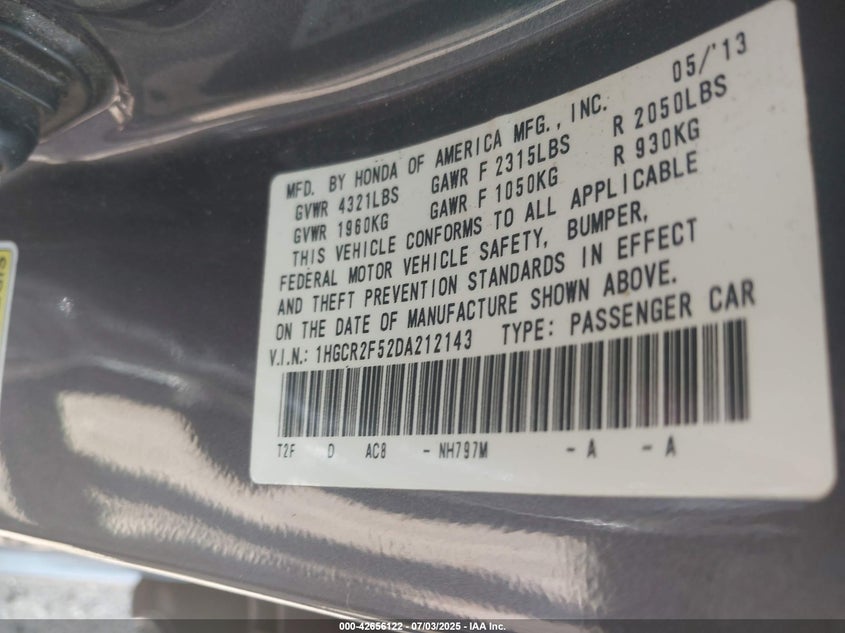 05/'13
MFD. BY HONDA OF AMERICA MFG., INC.
GVWR 4321LBS GAWR F 2315LBS R 2050LBS
GVWR 1960KG GAWR F 1050KG R 930KG
THIS VEHICLE CONFORMS TO ALL APPLICABLE
FEDERAL MOTOR VEHICLE SAFETY, BUMPER,
AND THEFT PREVENTION STANDARDS IN EFFECT
ON THE DATE OF MANUFACTURE SHOWN ABOVE.
V.I.N.: 1HGCR2F52DA212143 TYPE: PASSENGER CAR
T2F D AC8 - NH797M - A - A
000-42656122 - 07/03/2025 - IAA Inc.